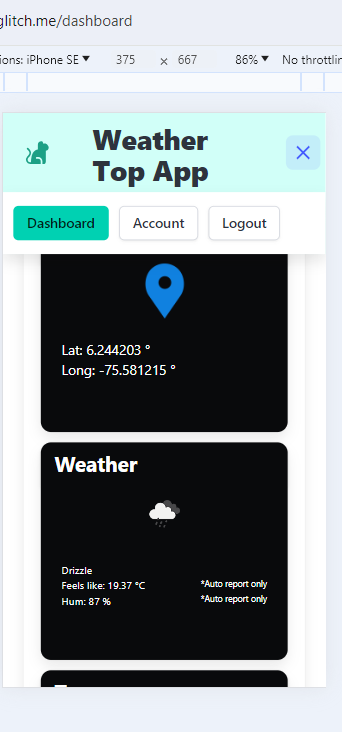 glitch.me/dashboard
ions: iPhone SE
375
×
667
86%
No throttlin
Weather
Top App
Dashboard
Account
Logout
Lat: 6.244203 °
Long: -75.581215 °
Weather
Drizzle
Feels like: 19.37 °C
Hum: 87 %
*Auto report only
*Auto report only